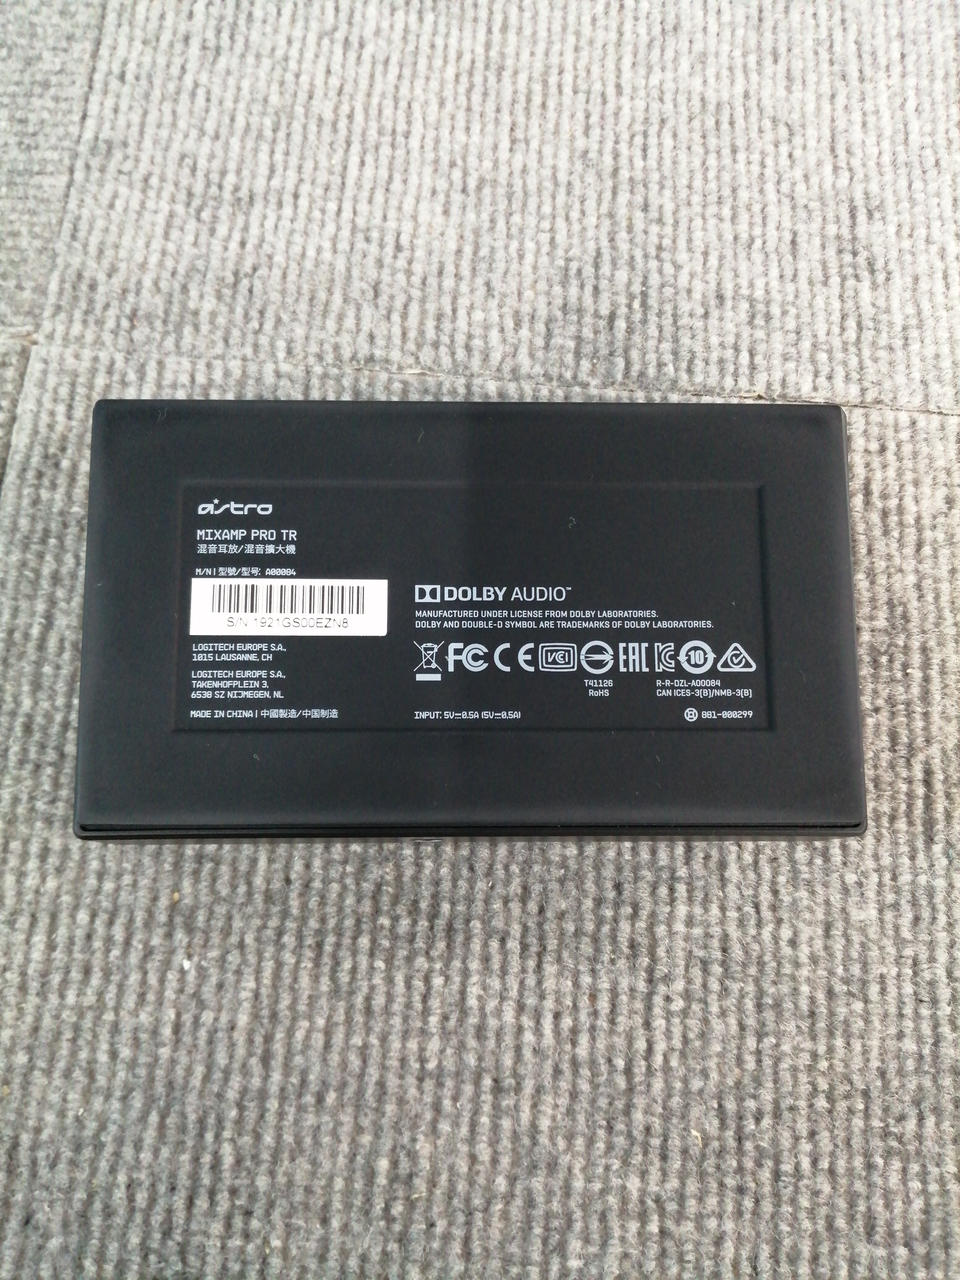 astro
MIXAMP PRO TR
混音耳放/混音擴大機
M/N | 型號/型号: A00084
S/N 1921GS00EZN8
LOGITECH EUROPE S.A.,
1015 LAUSANNE, CH
LOGITECH EUROPE S.A.,
TAKENHOFPLEIN 3,
6538 SZ NIJMEGEN, NL
MADE IN CHINA | 中國製造/中国制造
DOLBY AUDIO™
MANUFACTURED UNDER LICENSE FROM DOLBY LABORATORIES.
DOLBY AND DOUBLE-D SYMBOL ARE TRADEMARKS OF DOLBY LABORATORIES.
FC CE VCI EAC 10
T41126
RoHS
R-R-DZL-A00084
CAN ICES-3(B)/NMB-3(B)
INPUT: 5V⎓0.5A (5V⎓0,5A)
881-000299